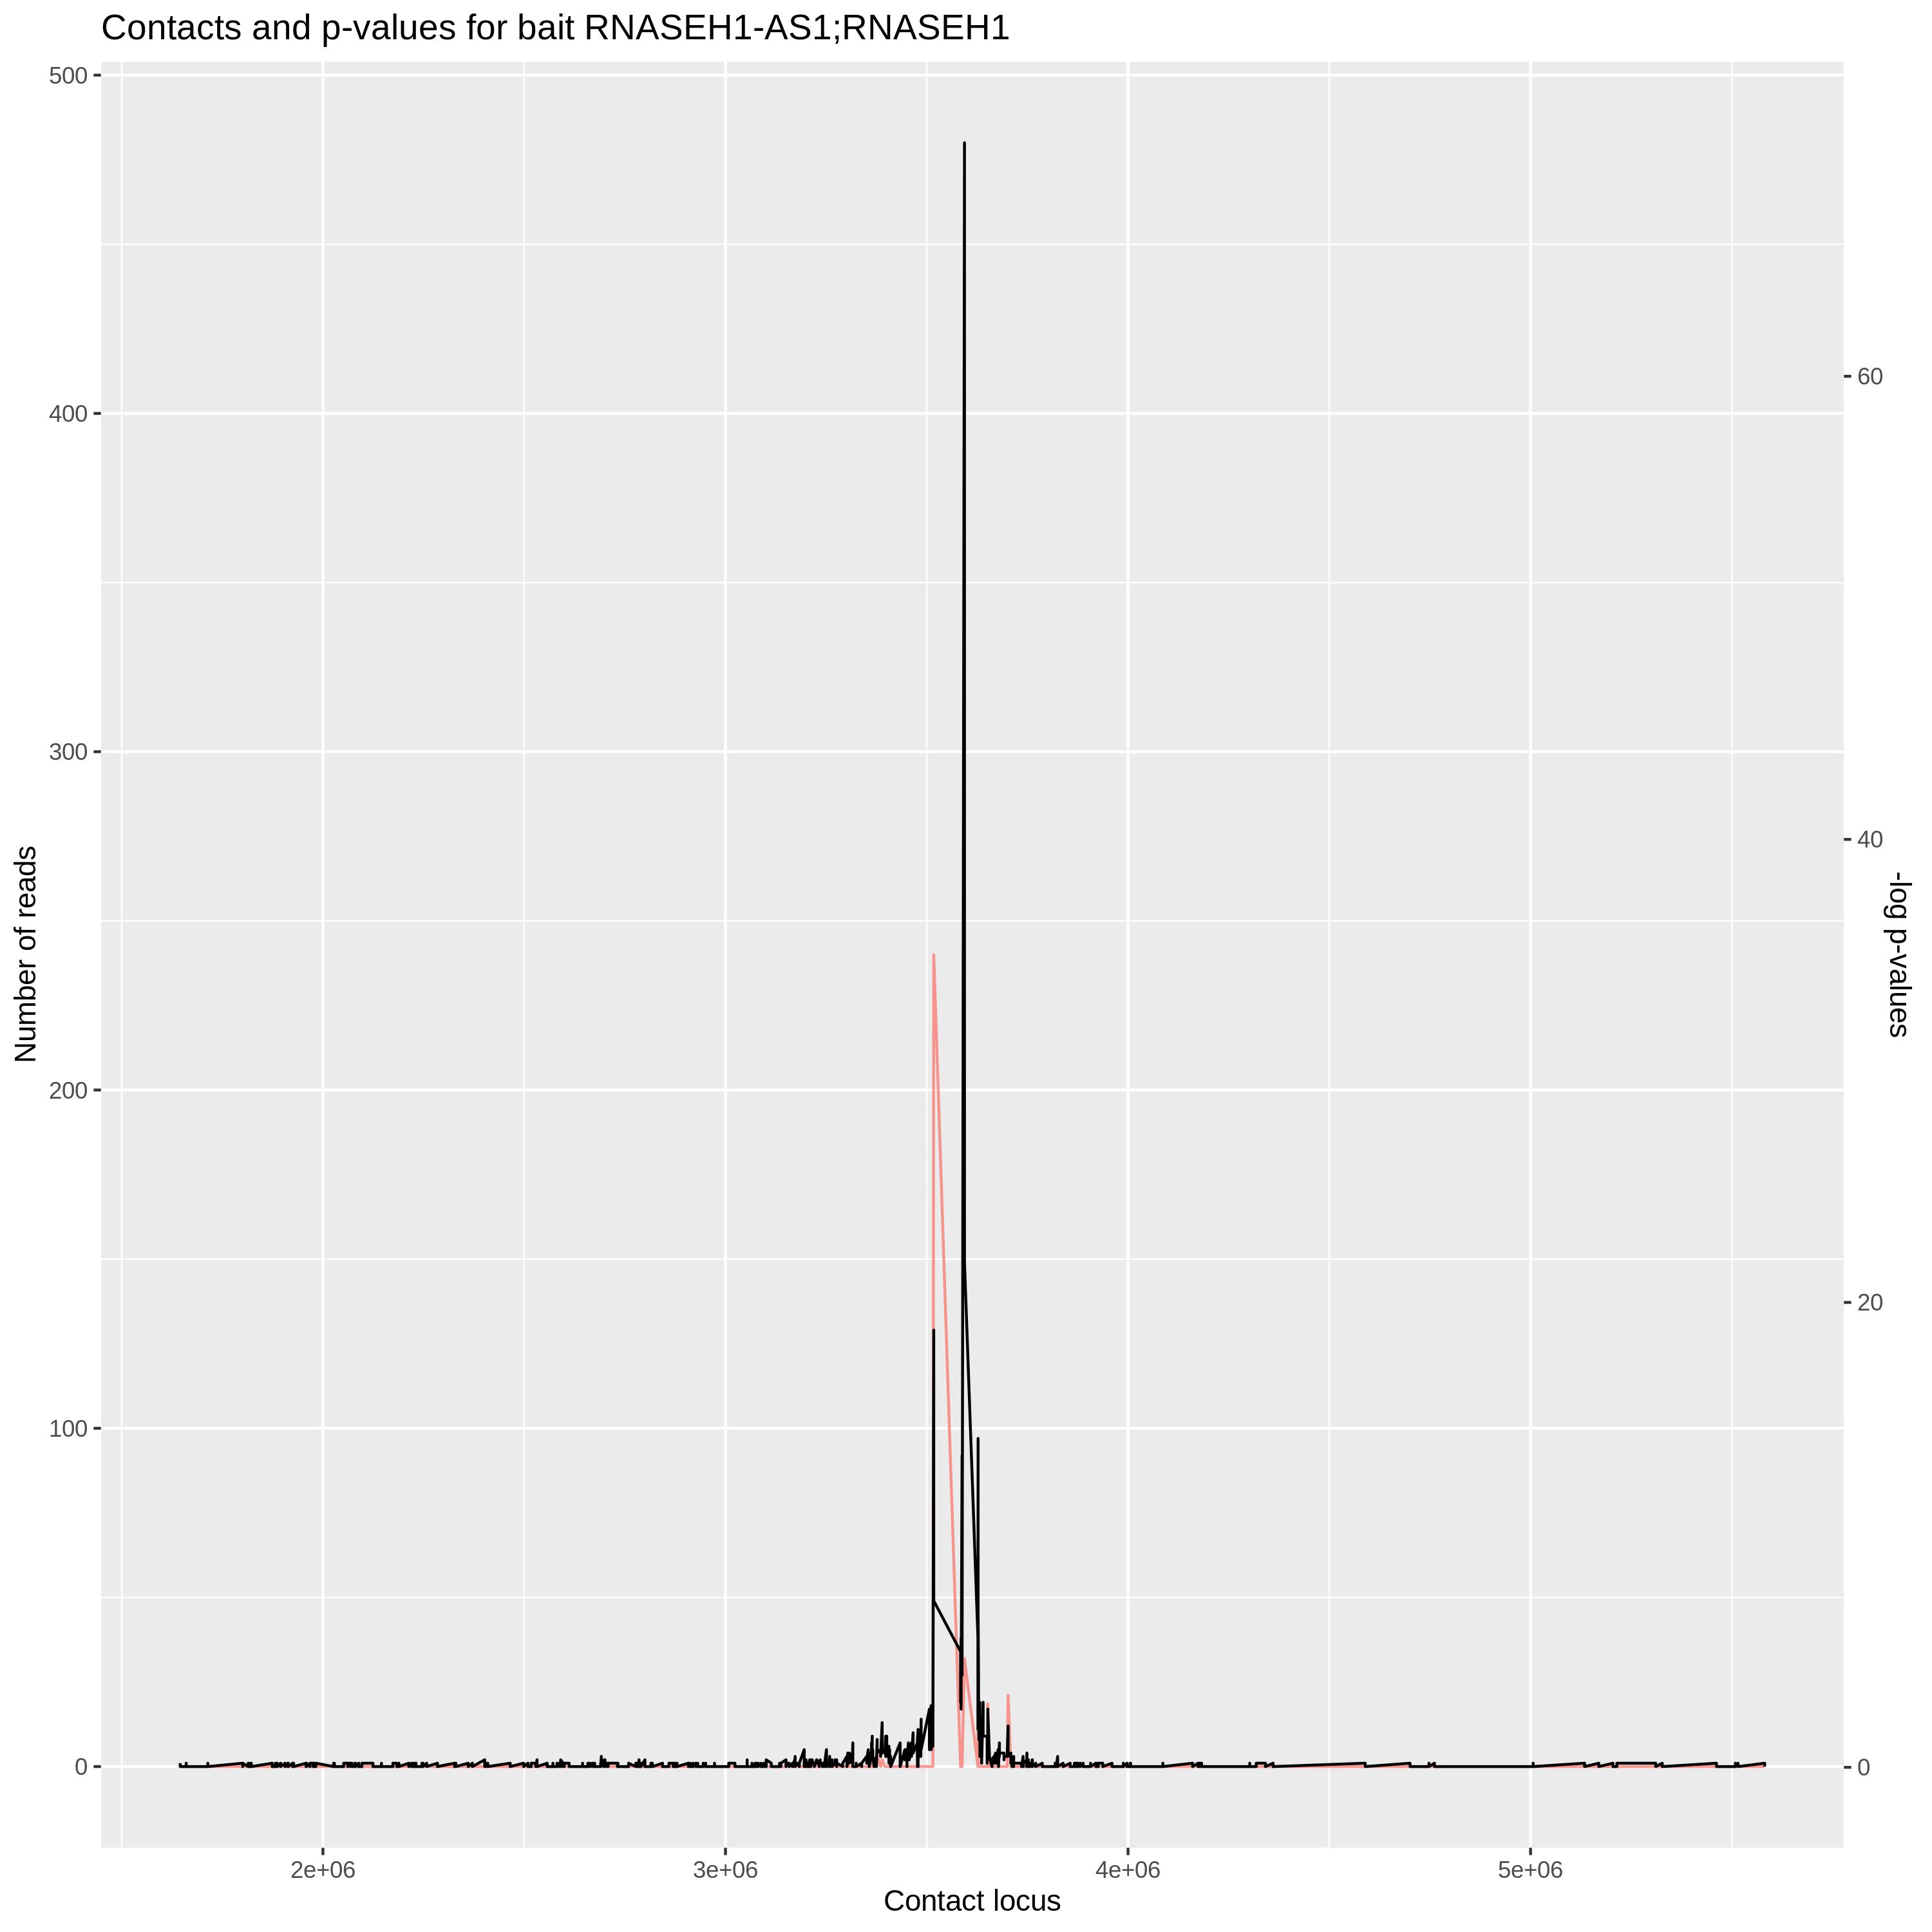 Contacts and p-values for bait RNASEH1-AS1;RNASEH1
500
400
300
200
100
0
Number of reads
60
40
20
0
-log p-values
2e+06
3e+06
4e+06
5e+06
Contact locus